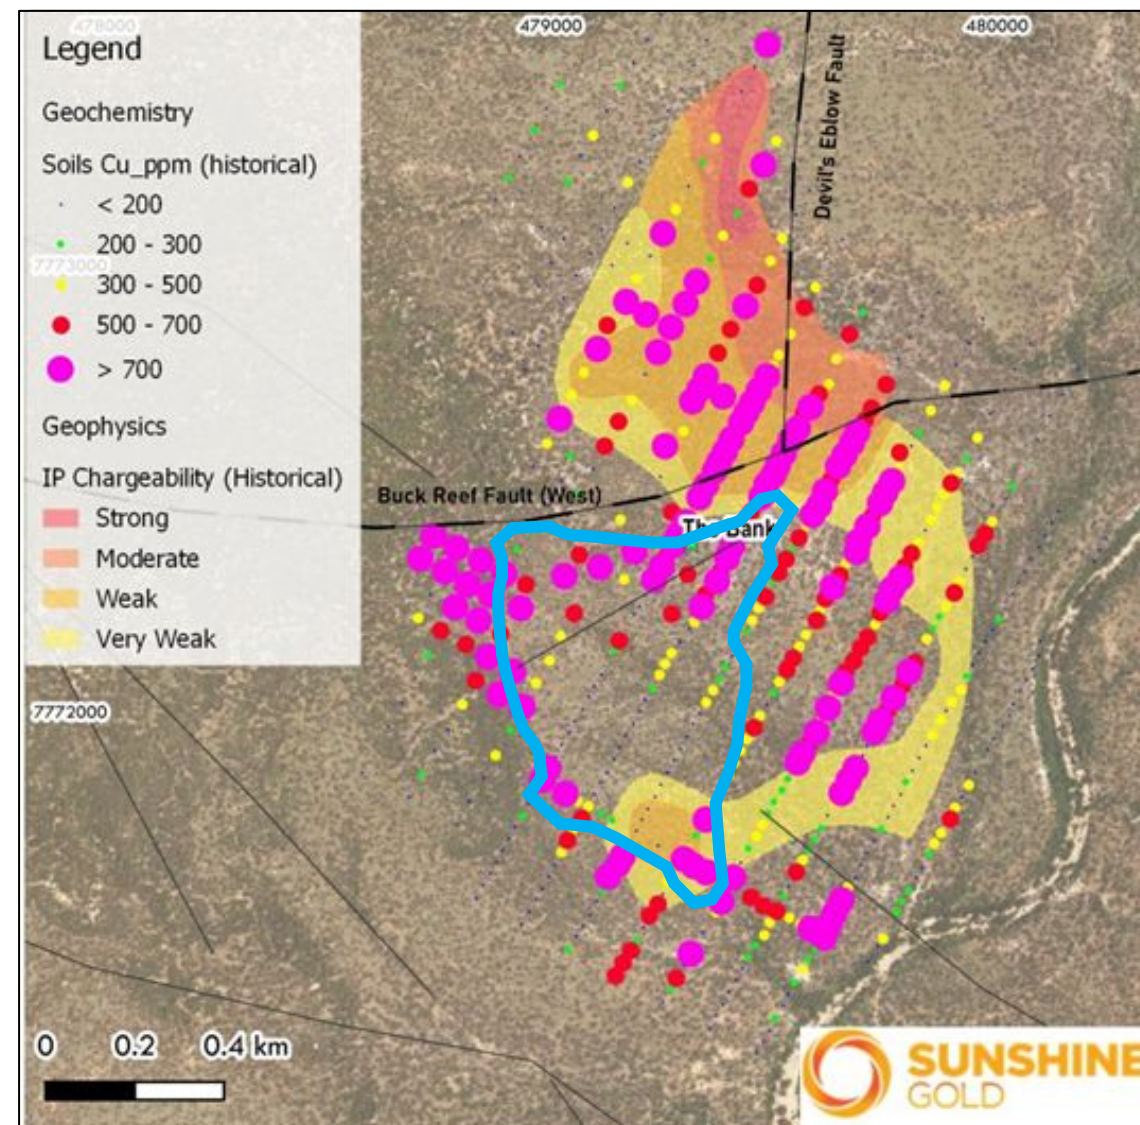 478000
479000
480000
Legend
Geochemistry
Soils Cu_ppm (historical)
< 200
200 - 300
7773000
300 - 500
500 - 700
> 700
Geophysics
IP Chargeability (Historical)
Strong
Moderate
Weak
Very Weak
Devil's Eblow Fault
Buck Reef Fault (West)
The Bank
7772000
0 0.2 0.4 km
SUNSHINE
GOLD